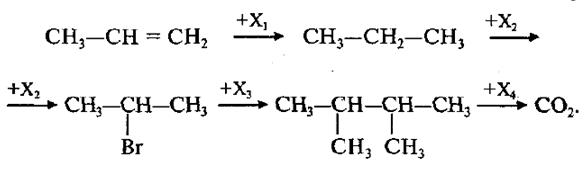 CH₃–CH = CH₂ +X₁ CH₃–CH₂–CH₃ +X₂
+X₂ CH₃–CH–CH₃ +X₃ CH₃–CH–CH–CH₃ +X₄ CO₂.
Br CH₃ CH₃